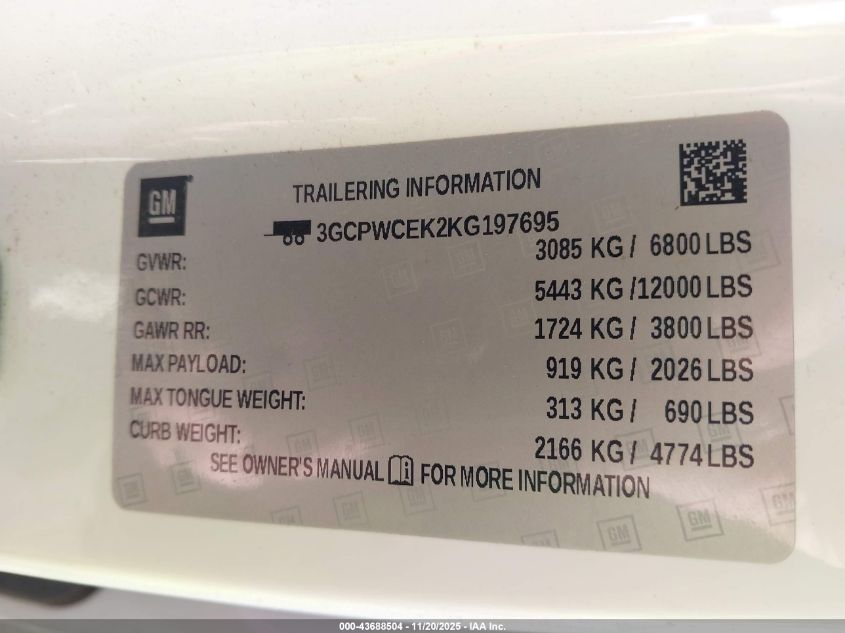 GM
TRAILERING INFORMATION
3GCPWCEK2KG197695
GVWR: 3085 KG / 6800 LBS
GCWR: 5443 KG /12000 LBS
GAWR RR: 1724 KG / 3800 LBS
MAX PAYLOAD: 919 KG / 2026 LBS
MAX TONGUE WEIGHT: 313 KG / 690 LBS
CURB WEIGHT: 2166 KG / 4774 LBS
SEE OWNER'S MANUAL FOR MORE INFORMATION
000-43688504 - 11/20/2025 - IAA Inc.